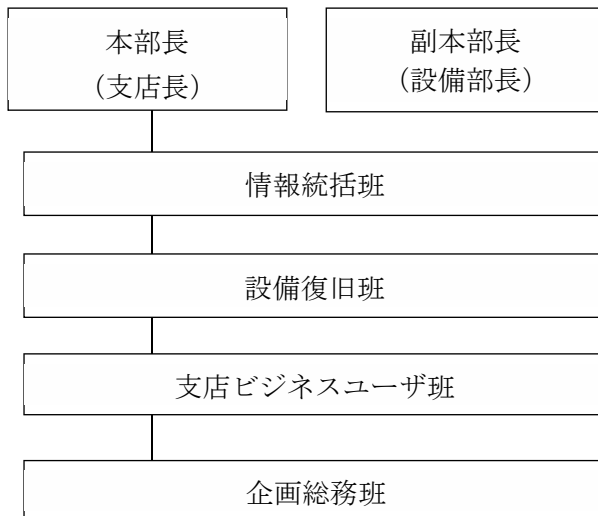 本部長
（支店長）
副本部長
（設備部長）
情報統括班
設備復旧班
支店ビジネスユーザ班
企画総務班